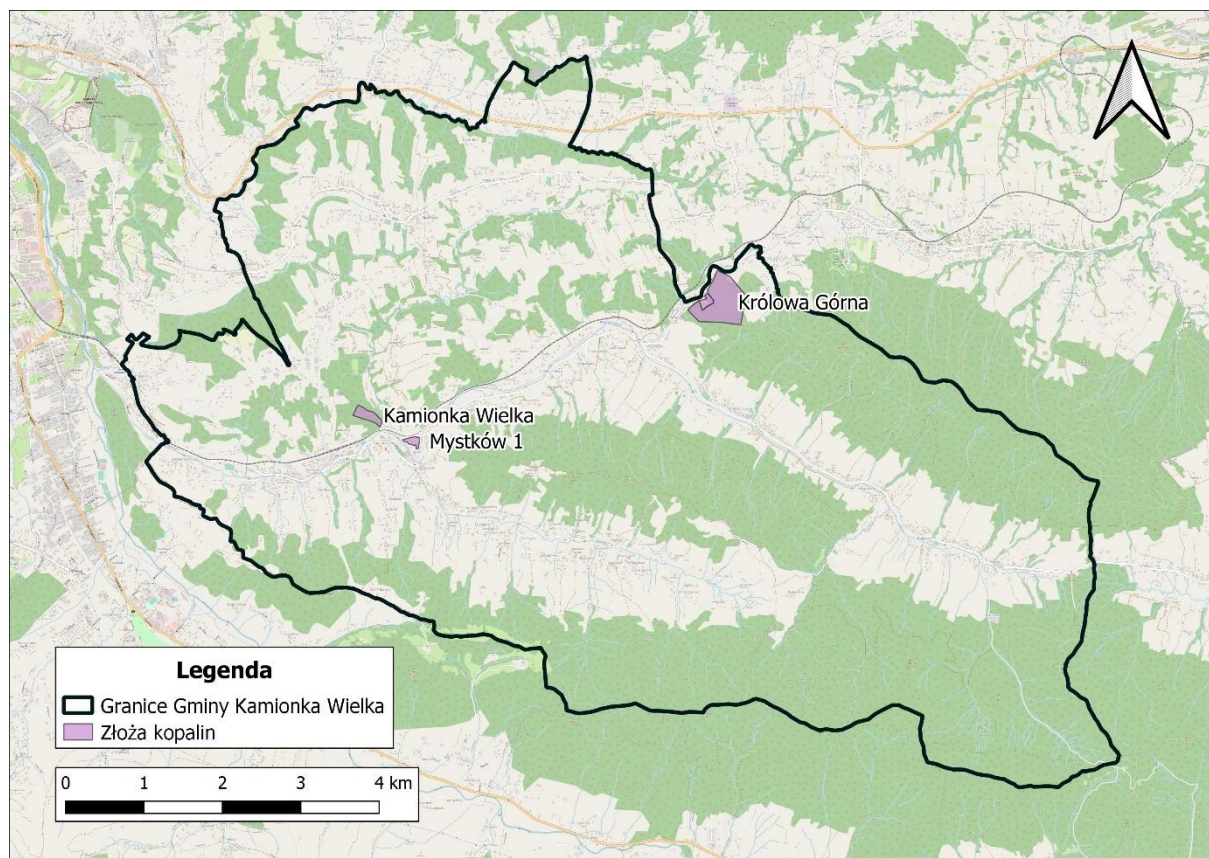 Królowa Górna
Kamionka Wielka
Mystków 1
Legenda
Granice Gminy Kamionka Wielka
Złoża kopalin
0 1 2 3 4 km